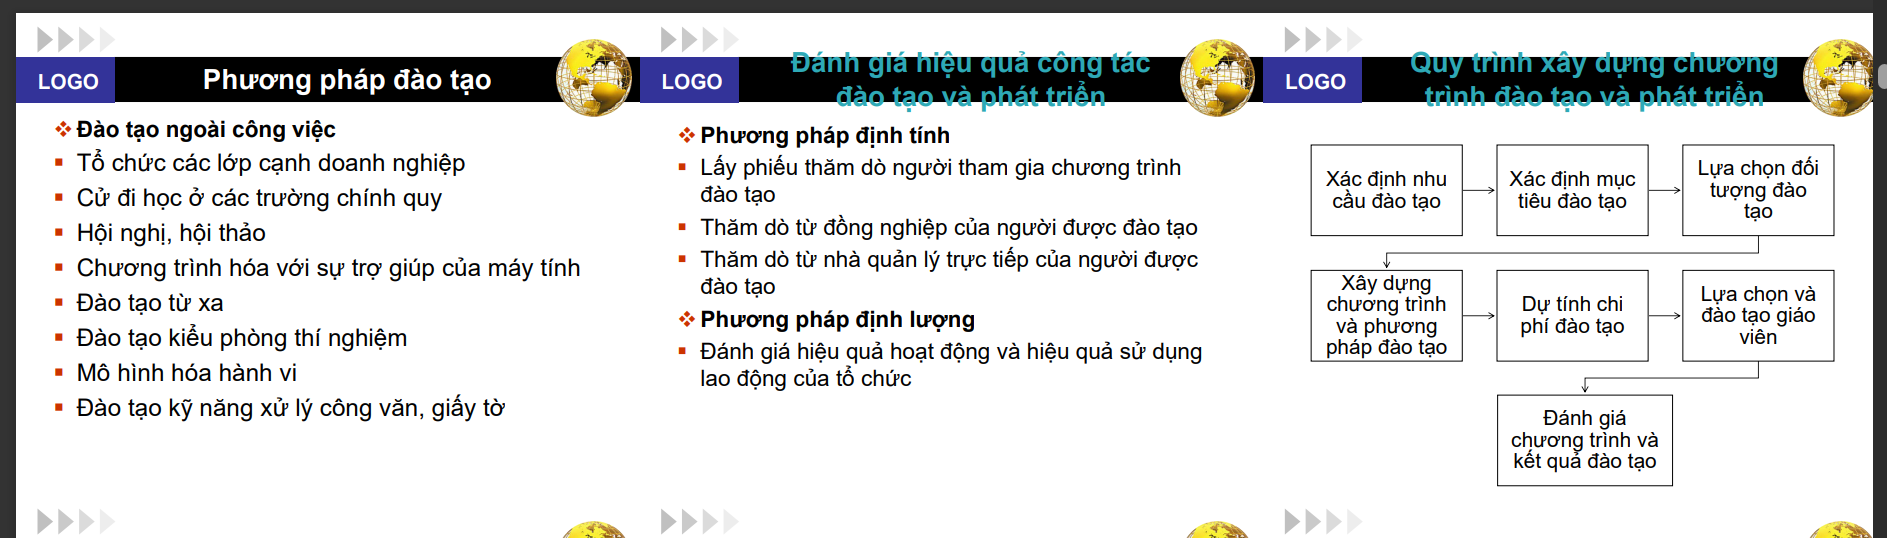 LOGO
Phương pháp đào tạo
Đào tạo ngoài công việc
Tổ chức các lớp cạnh doanh nghiệp
Cử đi học ở các trường chính quy
Hội nghị, hội thảo
Chương trình hóa với sự trợ giúp của máy tính
Đào tạo từ xa
Đào tạo kiểu phòng thí nghiệm
Mô hình hóa hành vi
Đào tạo kỹ năng xử lý công văn, giấy tờ
LOGO
Đánh giá hiệu quả công tác
đào tạo và phát triển
Phương pháp định tính
Lấy phiếu thăm dò người tham gia chương trình
đào tạo
Thăm dò từ đồng nghiệp của người được đào tạo
Thăm dò từ nhà quản lý trực tiếp của người được
đào tạo
Phương pháp định lượng
Đánh giá hiệu quả hoạt động và hiệu quả sử dụng
lao động của tổ chức
LOGO
Quy trình xây dựng chương
trình đào tạo và phát triển
Xác định nhu
cầu đào tạo
Xác định mục
tiêu đào tạo
Lựa chọn đối
tượng đào
tạo
Xây dựng
chương trình
và phương
pháp đào tạo
Dự tính chi
phí đào tạo
Lựa chọn và
đào tạo giáo
viên
Đánh giá
chương trình và
kết quả đào tạo